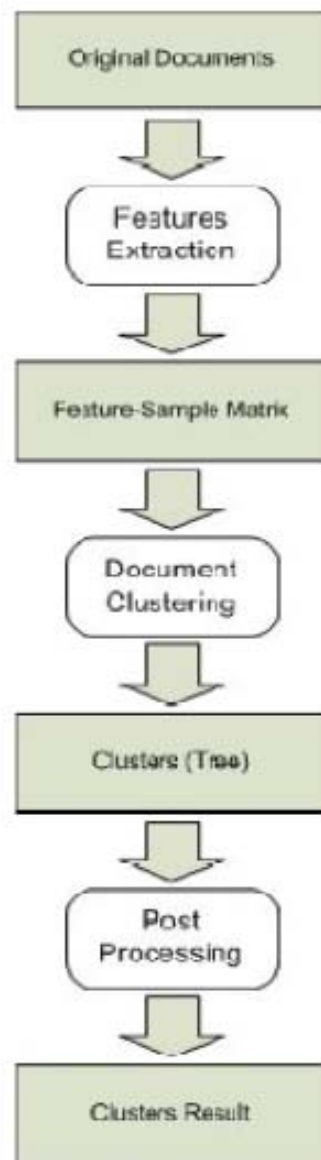 Original Documents
Features
Extraction
Feature-Sample Matrix
Document
Clustering
Clusters (Tree)
Post
Processing
Clusters Result